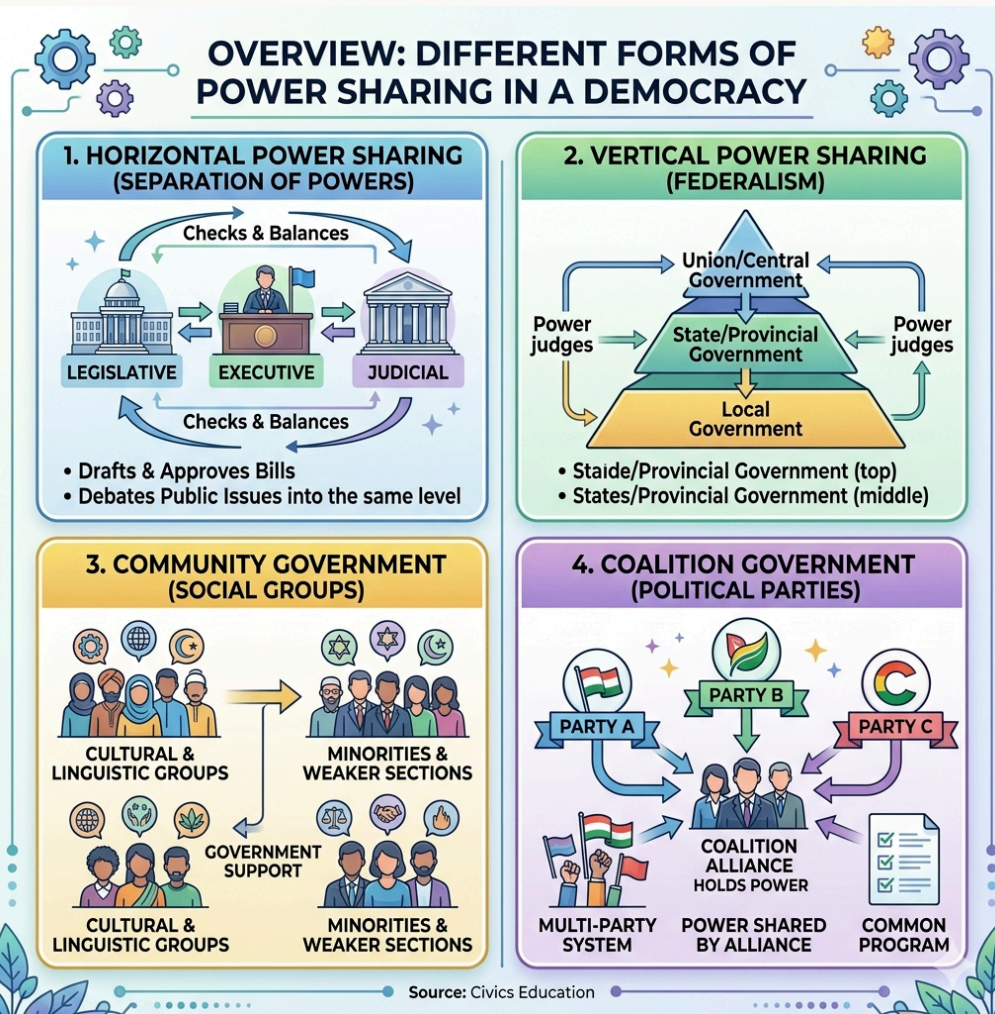 OVERVIEW: DIFFERENT FORMS OF
POWER SHARING IN A DEMOCRACY
1. HORIZONTAL POWER SHARING
(SEPARATION OF POWERS)
Checks & Balances
LEGISLATIVE
EXECUTIVE
JUDICIAL
Checks & Balances
• Drafts & Approves Bills
• Debates Public Issues into the same level
2. VERTICAL POWER SHARING
(FEDERALISM)
Union/Central
Government
Power
judges
State/Provincial
Government
Power
judges
Local
Government
• Staide/Provincial Government (top)
• States/Provincial Government (middle)
3. COMMUNITY GOVERNMENT
(SOCIAL GROUPS)
CULTURAL &
LINGUISTIC GROUPS
MINORITIES &
WEAKER SECTIONS
GOVERNMENT
SUPPORT
CULTURAL &
LINGUISTIC GROUPS
MINORITIES &
WEAKER SECTIONS
4. COALITION GOVERNMENT
(POLITICAL PARTIES)
PARTY A
PARTY B
C
PARTY C
COALITION
ALLIANCE
HOLDS POWER
MULTI-PARTY
SYSTEM
POWER SHARED
BY ALLIANCE
COMMON
PROGRAM
Source: Civics Education